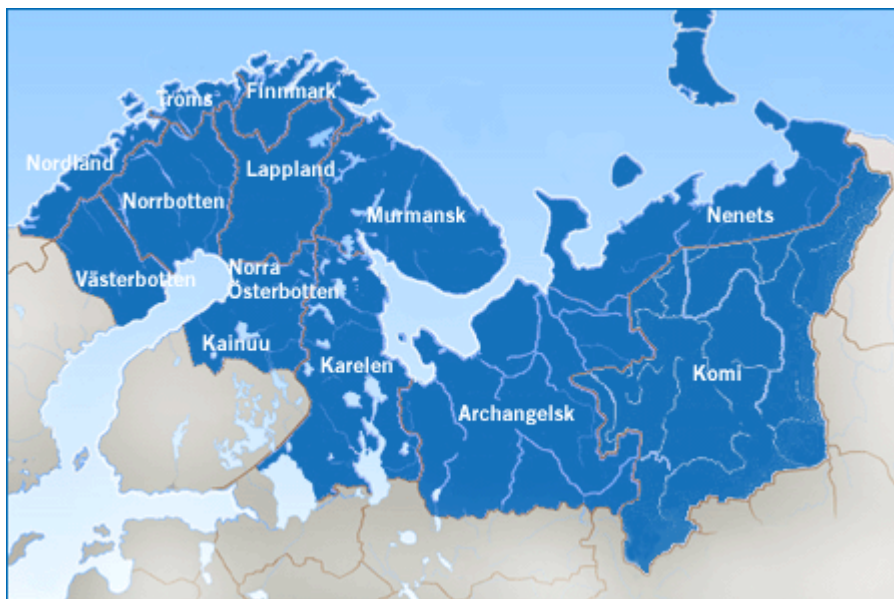 Finnmark
Troms
Nordland
Lappland
Norrbotten
Murmansk
Nenets
Västerbotten
Norra
Österbotten
Kainuu
Karelen
Komi
Archangelsk